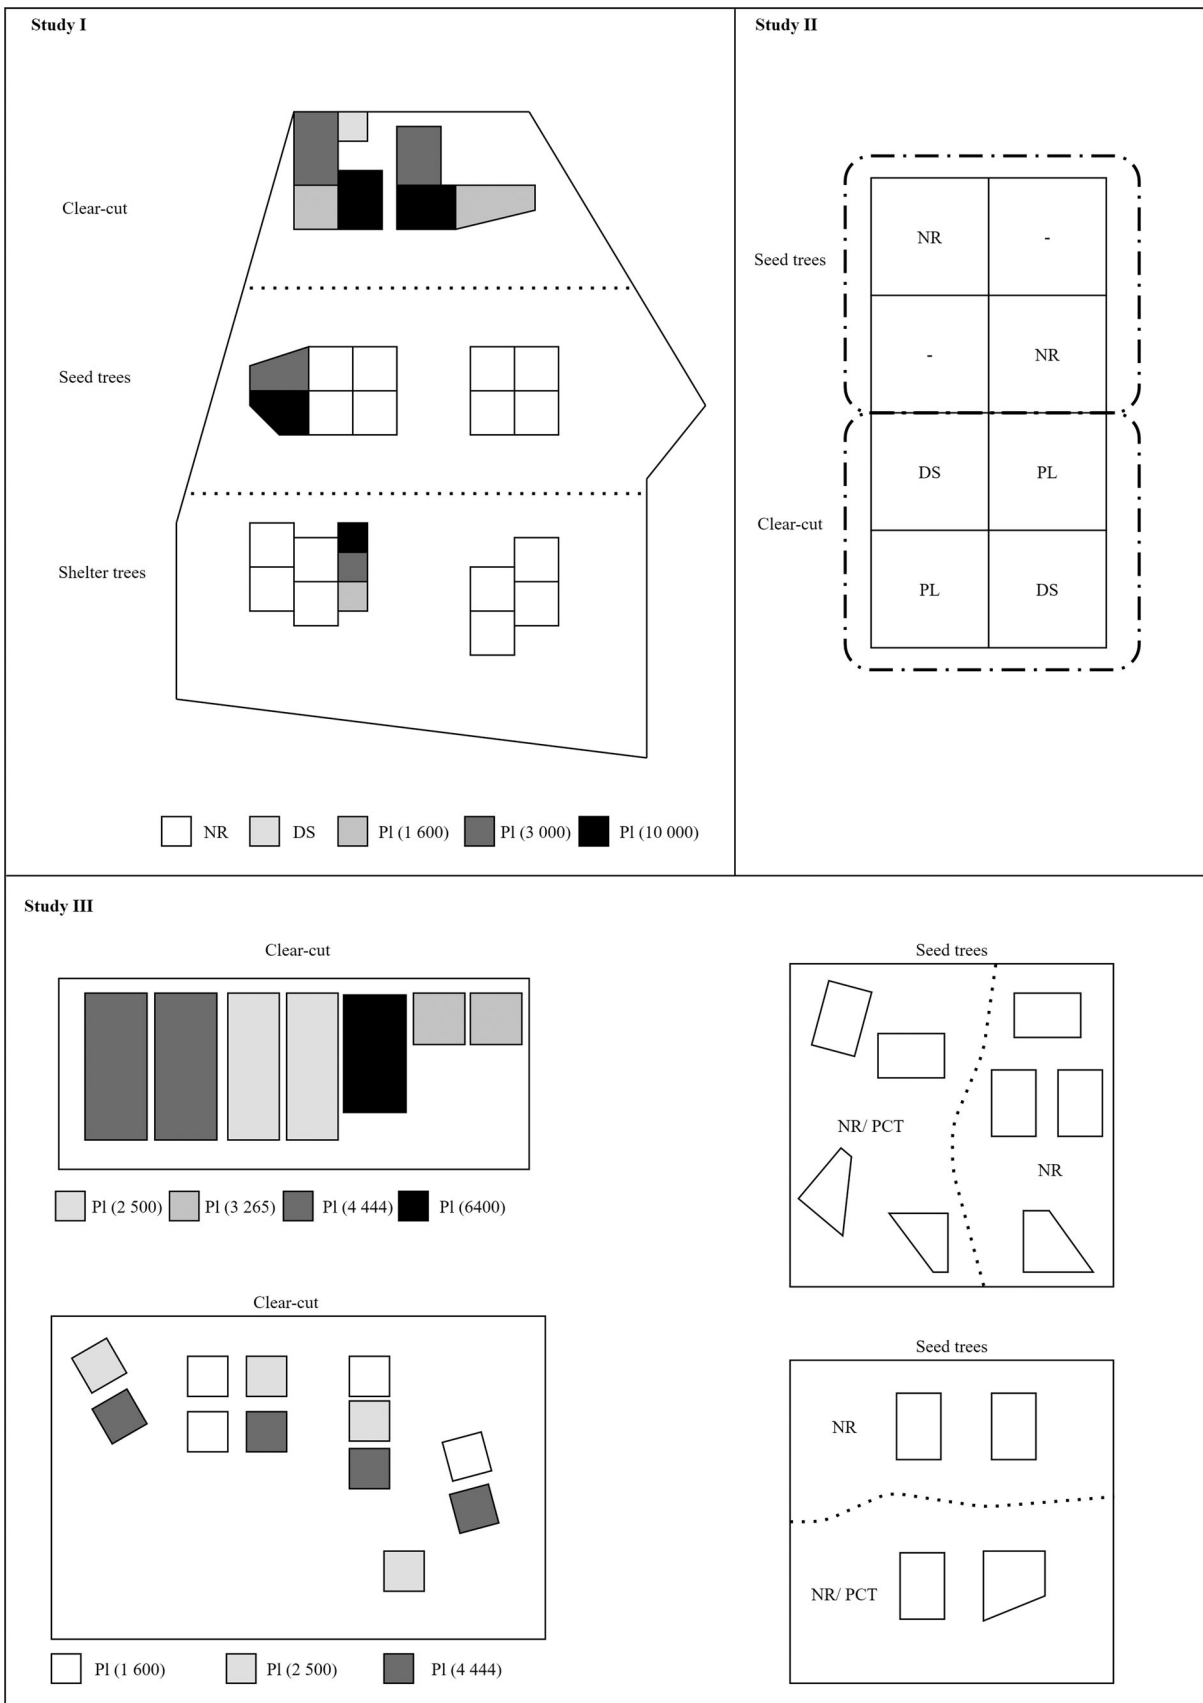 Study I
Clear-cut
Seed trees
Shelter trees
NR DS Pl (1 600) Pl (3 000) Pl (10 000)
Study II
Seed trees
NR -
- NR
Clear-cut
DS PL
PL DS
Study III
Clear-cut
Pl (2 500) Pl (3 265) Pl (4 444) Pl (6400)
Clear-cut
Pl (1 600) Pl (2 500) Pl (4 444)
Seed trees
NR/ PCT
NR
Seed trees
NR
NR/ PCT